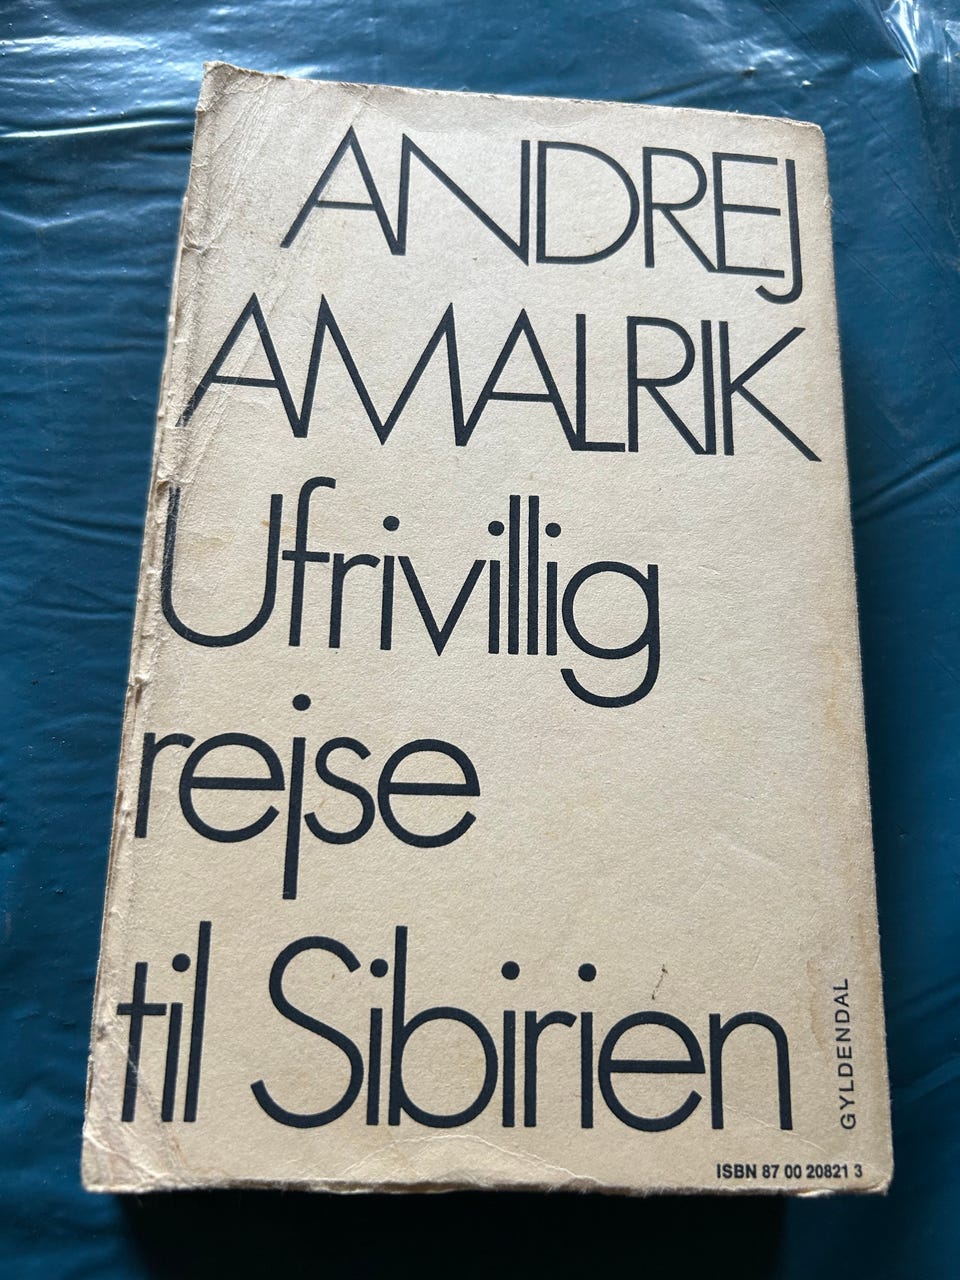 ANDREJ
AMALRIK
Ufrivillig
rejse
til Sibirien
GYLDENDAL
ISBN 87 00 20821 3